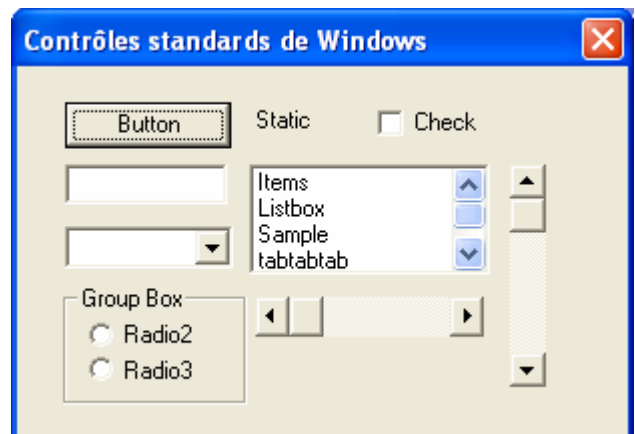 Contrôles standards de Windows
Button
Static
Check
Items
Listbox
Sample
tabtabtab
Group Box
Radio2
Radio3